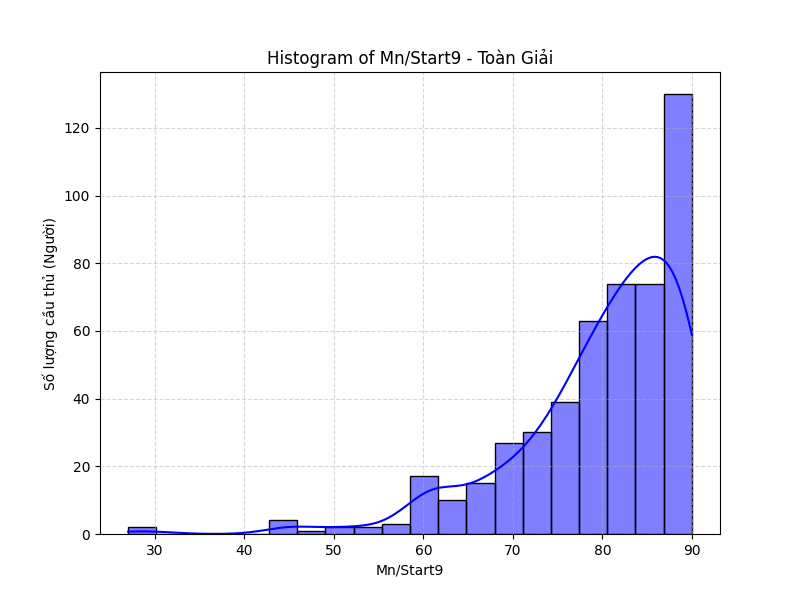 Histogram of Mn/Start9 - Toàn Giải
Số lượng cầu thủ (Người)
120
100
80
60
40
20
0
30 40 50 60 70 80 90
Mn/Start9